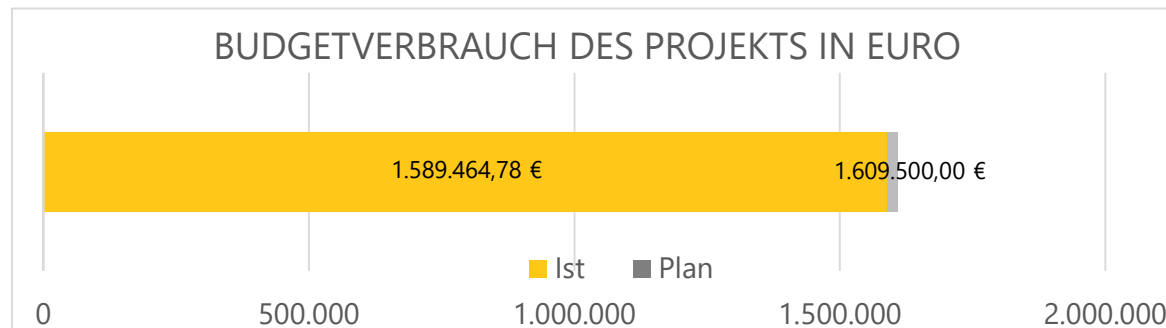 BUDGETVERBRAUCH DES PROJEKTS IN EURO
1.589.464,78 € 1.609.500,00 €
Ist Plan
0 500.000 1.000.000 1.500.000 2.000.000